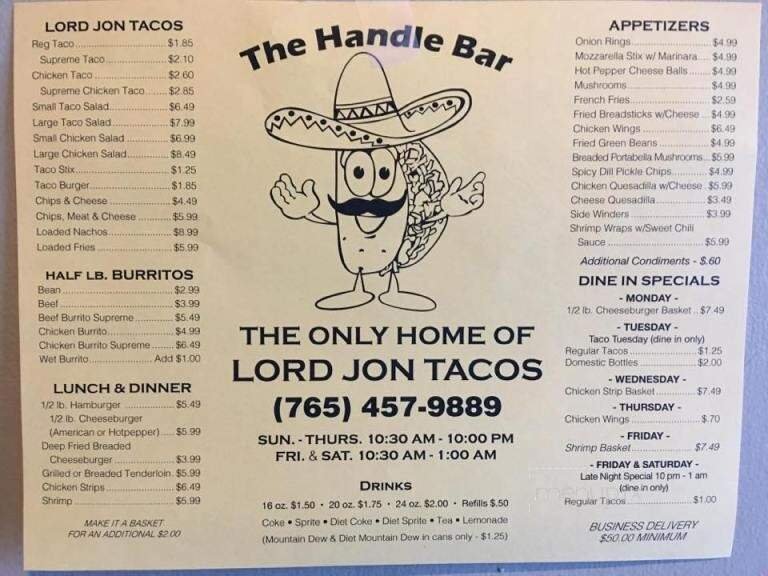 LORD JON TACOS
Reg Taco $1.85
Supreme Taco $2.10
Chicken Taco $2.60
Supreme Chicken Taco $2.85
Small Taco Salad $6.49
Large Taco Salad $7.99
Small Chicken Salad $6.99
Large Chicken Salad $8.49
Taco Stix $1.25
Taco Burger $1.85
Chips & Cheese $4.49
Chips, Meat & Cheese $5.99
Loaded Nachos $8.99
Loaded Fries $5.99
HALF LB. BURRITOS
Bean $2.99
Beef $3.99
Beef Burrito Supreme $5.49
Chicken Burrito $4.99
Chicken Burrito Supreme $6.49
Wet Burrito Add $1.00
LUNCH & DINNER
1/2 lb. Hamburger $5.49
1/2 lb. Cheeseburger
(American or Hotpepper) $5.99
Deep Fried Breaded
Cheeseburger $3.99
Grilled or Breaded Tenderloin. $5.99
Chicken Strips $6.49
Shrimp $5.99
MAKE IT A BASKET
FOR AN ADDITIONAL $2.00
The Handle Bar
THE ONLY HOME OF
LORD JON TACOS
(765) 457-9889
SUN. - THURS. 10:30 AM - 10:00 PM
FRI. & SAT. 10:30 AM - 1:00 AM
DRINKS
16 oz. $1.50 • 20 oz. $1.75 • 24 oz. $2.00 • Refills $.50
Coke • Sprite • Diet Coke • Diet Sprite • Tea • Lemonade
(Mountain Dew & Diet Mountain Dew in cans only - $1.25)
APPETIZERS
Onion Rings $4.99
Mozzarella Stix w/ Marinara $4.99
Hot Pepper Cheese Balls $4.99
Mushrooms $4.99
French Fries $2.59
Fried Breadsticks w/Cheese $4.99
Chicken Wings $6.49
Fried Green Beans $4.99
Breaded Portabella Mushrooms $5.99
Spicy Dill Pickle Chips $4.99
Chicken Quesadilla w/Cheese $5.99
Cheese Quesadilla $3.49
Side Winders $3.99
Shrimp Wraps w/Sweet Chili
Sauce $5.99
Additional Condiments - $.60
DINE IN SPECIALS
- MONDAY -
1/2 lb. Cheeseburger Basket $7.49
- TUESDAY -
Taco Tuesday (dine in only)
Regular Tacos $1.25
Domestic Bottles $2.00
- WEDNESDAY -
Chicken Strip Basket $7.49
- THURSDAY -
Chicken Wings $.70
- FRIDAY -
Shrimp Basket $7.49
- FRIDAY & SATURDAY -
Late Night Special 10 pm - 1 am
(dine in only)
Regular Tacos $1.00
BUSINESS DELIVERY
$50.00 MINIMUM